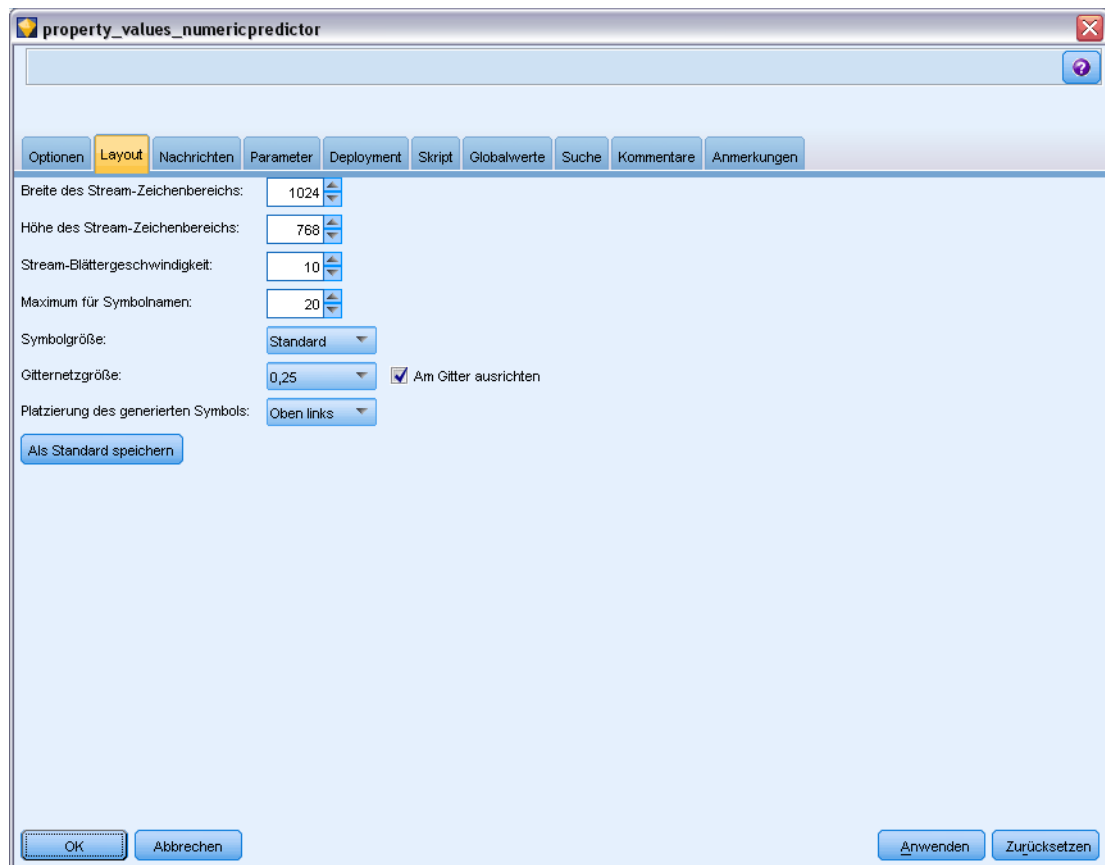 property_values_numericpredictor
Optionen Layout Nachrichten Parameter Deployment Skript Globalwerte Suche Kommentare Anmerkungen
Breite des Stream-Zeichenbereichs: 1024
Höhe des Stream-Zeichenbereichs: 768
Stream-Blättergeschwindigkeit: 10
Maximum für Symbolnamen: 20
Symbolgröße: Standard
Gitternetzgröße: 0,25 Am Gitter ausrichten
Platzierung des generierten Symbols: Oben links
Als Standard speichern
OK Abbrechen Anwenden Zurücksetzen